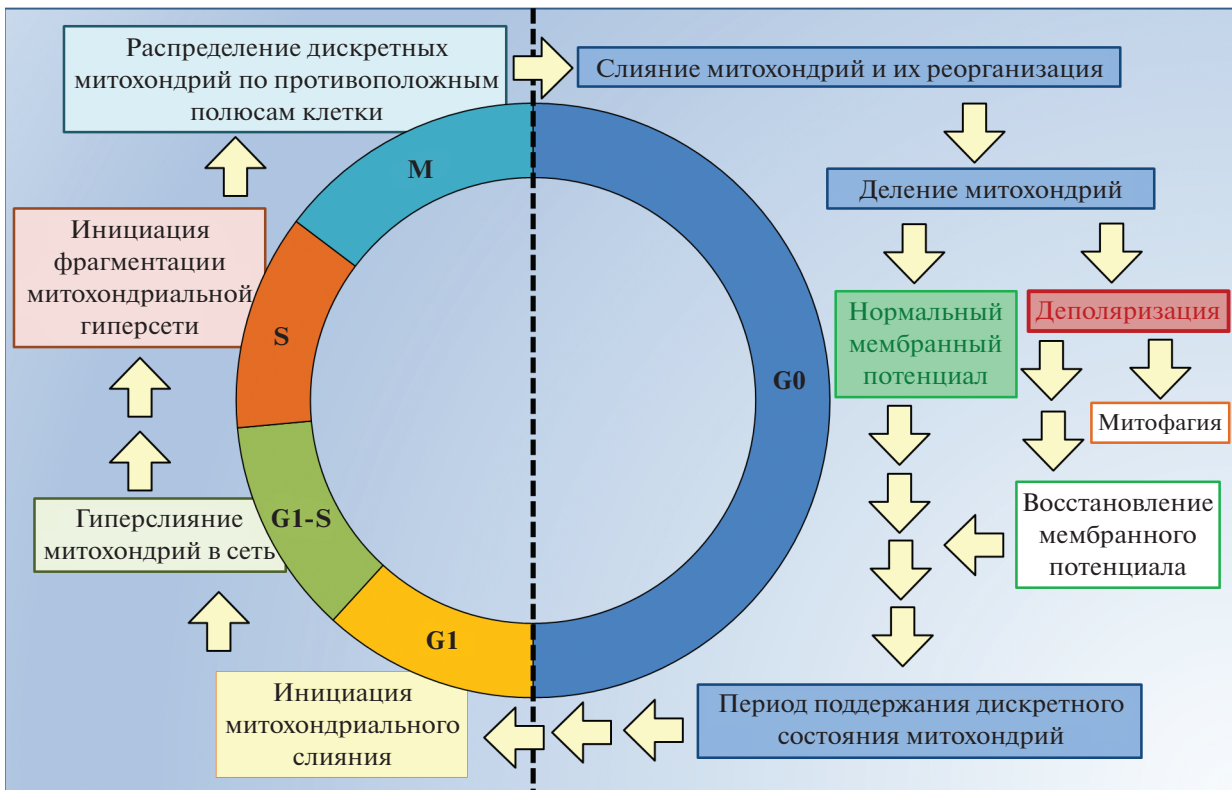 Распределение дискретных
митохондрий по противоположным
полюсам клетки
Слияние митохондрий и их реорганизация
Деление митохондрий
Нормальный
мембранный
потенциал
Деполяризация
Митофагия
Восстановление
мембранного
потенциала
Период поддержания дискретного
состояния митохондрий
Инициация
митохондриального
слияния
Гиперслияние
митохондрий в сеть
Инициация
фрагментации
митохондриальной
гиперсети
M
S
G1-S
G1
G0